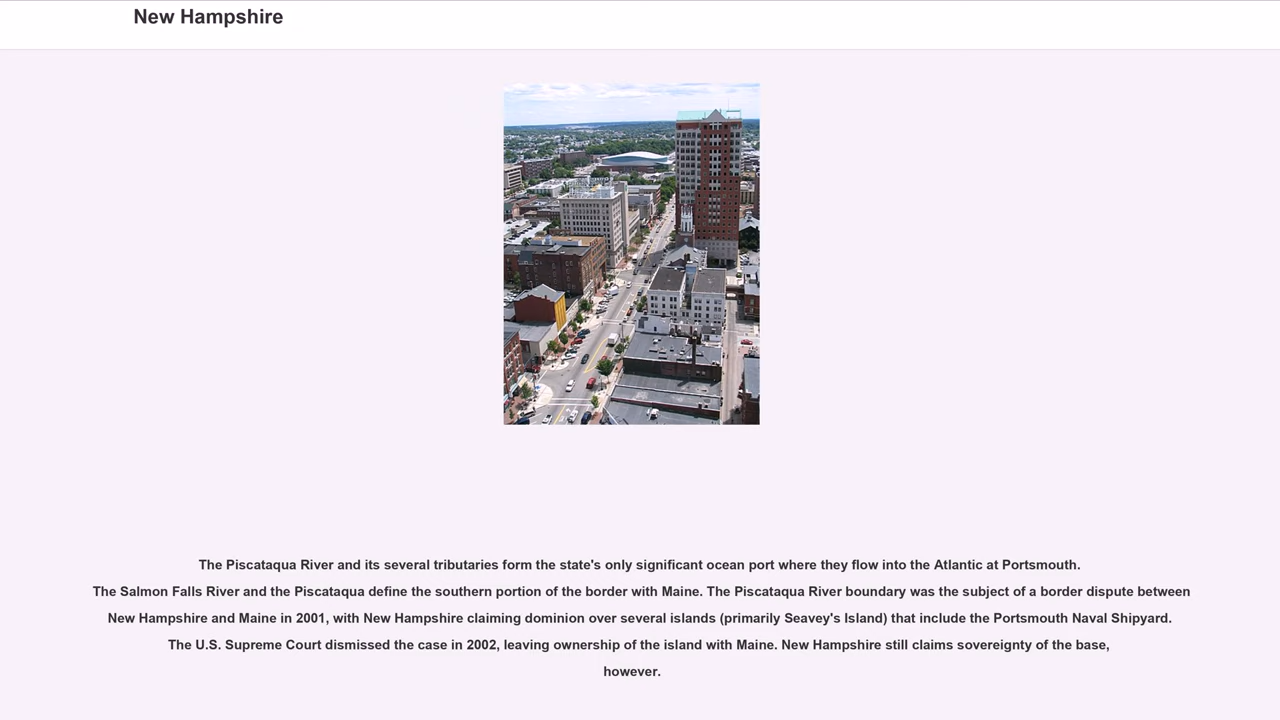 New Hampshire
The Piscataqua River and its several tributaries form the state's only significant ocean port where they flow into the Atlantic at Portsmouth.
The Salmon Falls River and the Piscataqua define the southern portion of the border with Maine. The Piscataqua River boundary was the subject of a border dispute between
New Hampshire and Maine in 2001, with New Hampshire claiming dominion over several islands (primarily Seavey's Island) that include the Portsmouth Naval Shipyard.
The U.S. Supreme Court dismissed the case in 2002, leaving ownership of the island with Maine. New Hampshire still claims sovereignty of the base,
however.